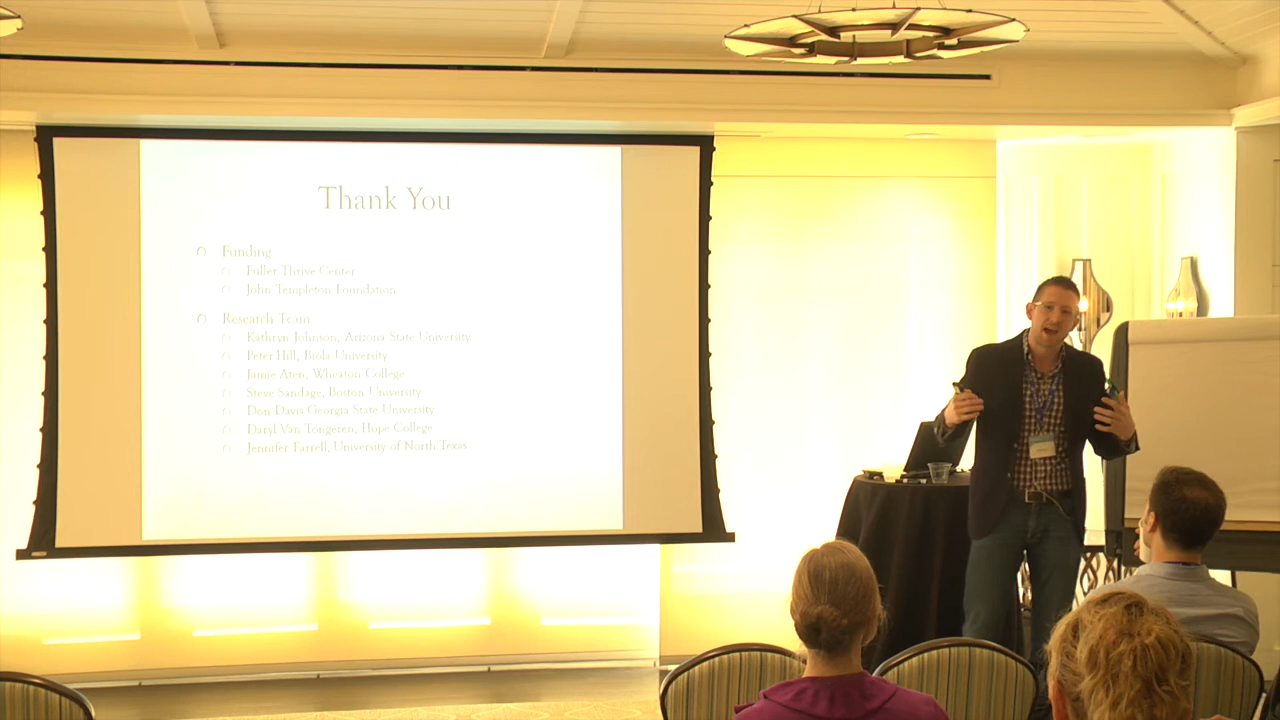 Thank You
Funding
Fuller Thrive Center
John Templeton Foundation
Research Team
Kathryn Johnson, Arizona State University
Peter Hill, Biola University
Jamie Aten, Wheaton College
Steve Sandage, Boston University
Don Davis Georgia State University
Daryl Van Tongeren, Hope College
Jennifer Farrell, University of North Texas